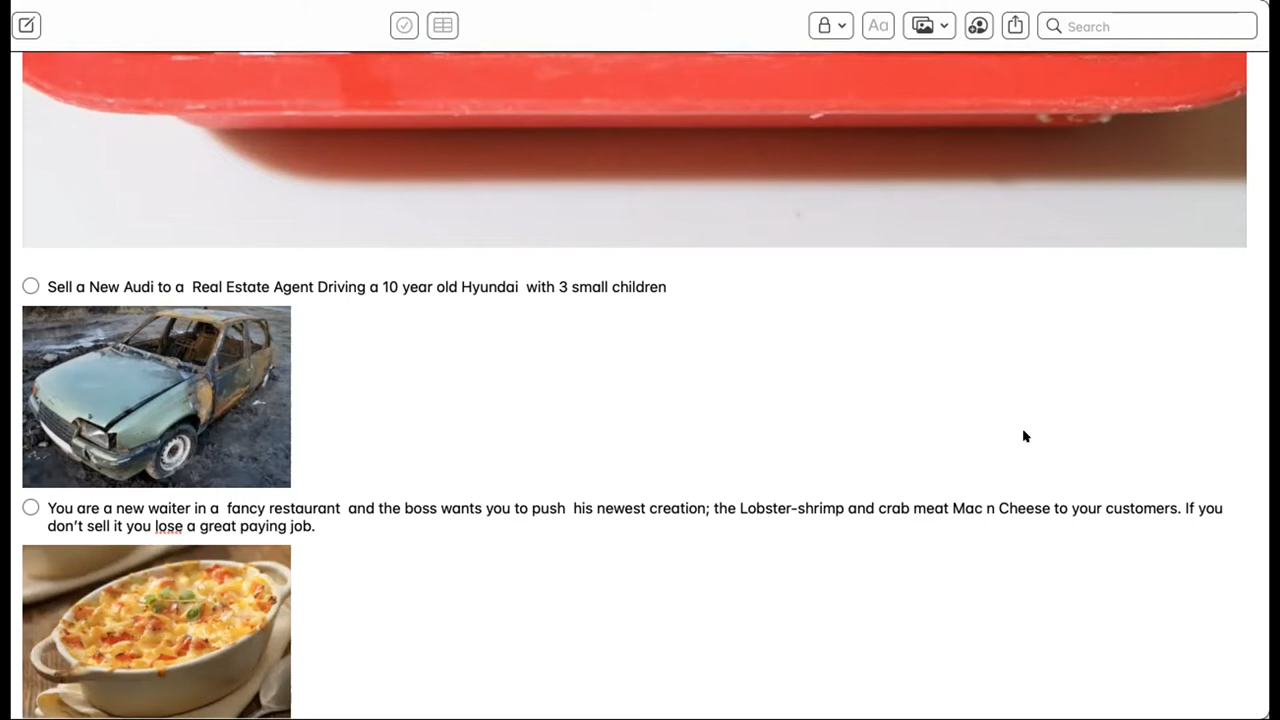 Aa
Search
Sell a New Audi to a  Real Estate Agent Driving a 10 year old Hyundai  with 3 small children
You are a new waiter in a  fancy restaurant  and the boss wants you to push  his newest creation; the Lobster-shrimp and crab meat Mac n Cheese to your customers. If you
don’t sell it you lose a great paying job.